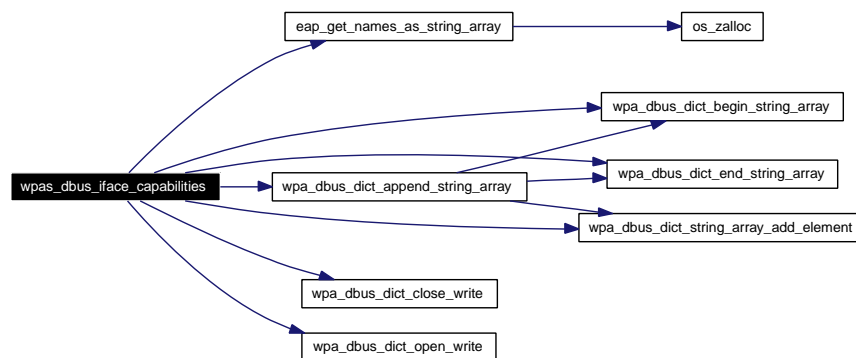 eap_get_names_as_string_array
os_zalloc
wpa_dbus_dict_begin_string_array
wpa_dbus_dict_end_string_array
wpas_dbus_iface_capabilities
wpa_dbus_dict_append_string_array
wpa_dbus_dict_string_array_add_element
wpa_dbus_dict_close_write
wpa_dbus_dict_open_write